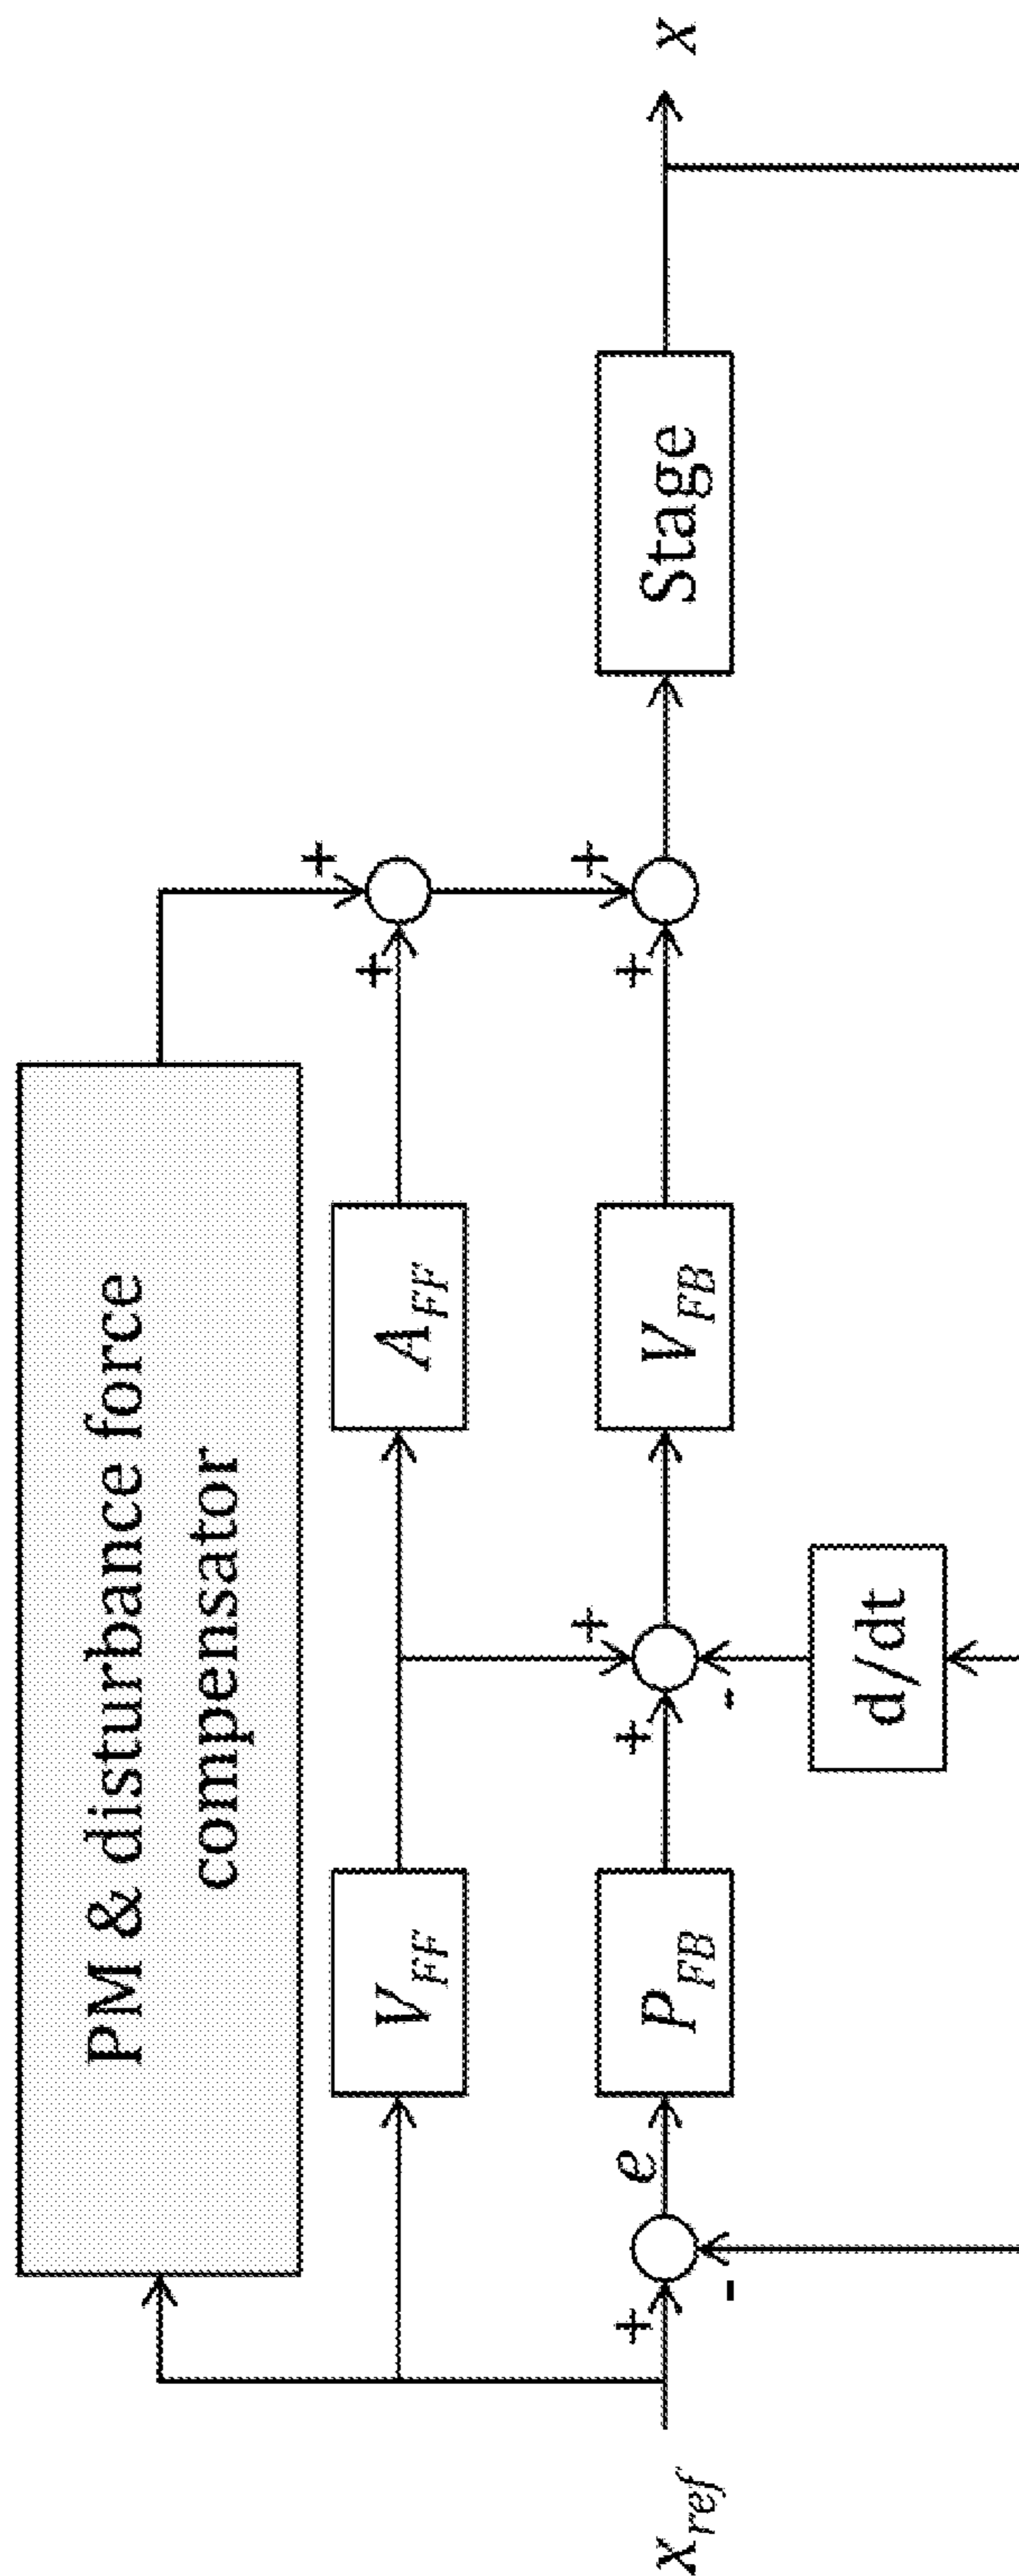 PM & disturbance force
compensator
V_FF
A_FF
+
+
x_ref
+
-
e
P_FB
+
+
-
V_FB
+
+
Stage
x
d/dt